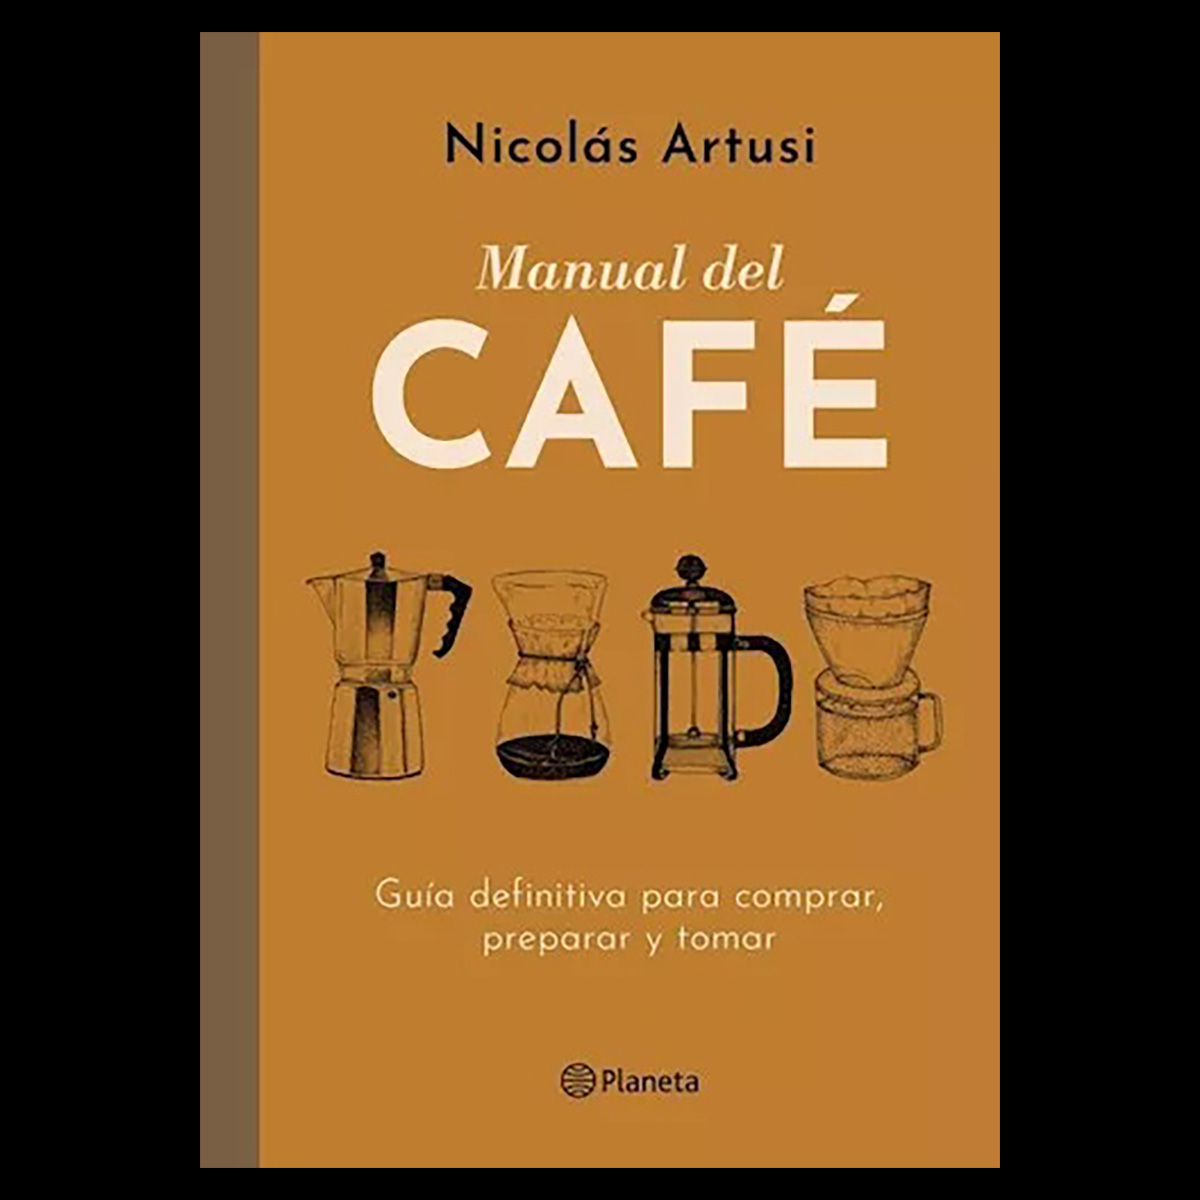 Nicolás Artusi
Manual del
CAFÉ
Guía definitiva para comprar,
preparar y tomar
Planeta